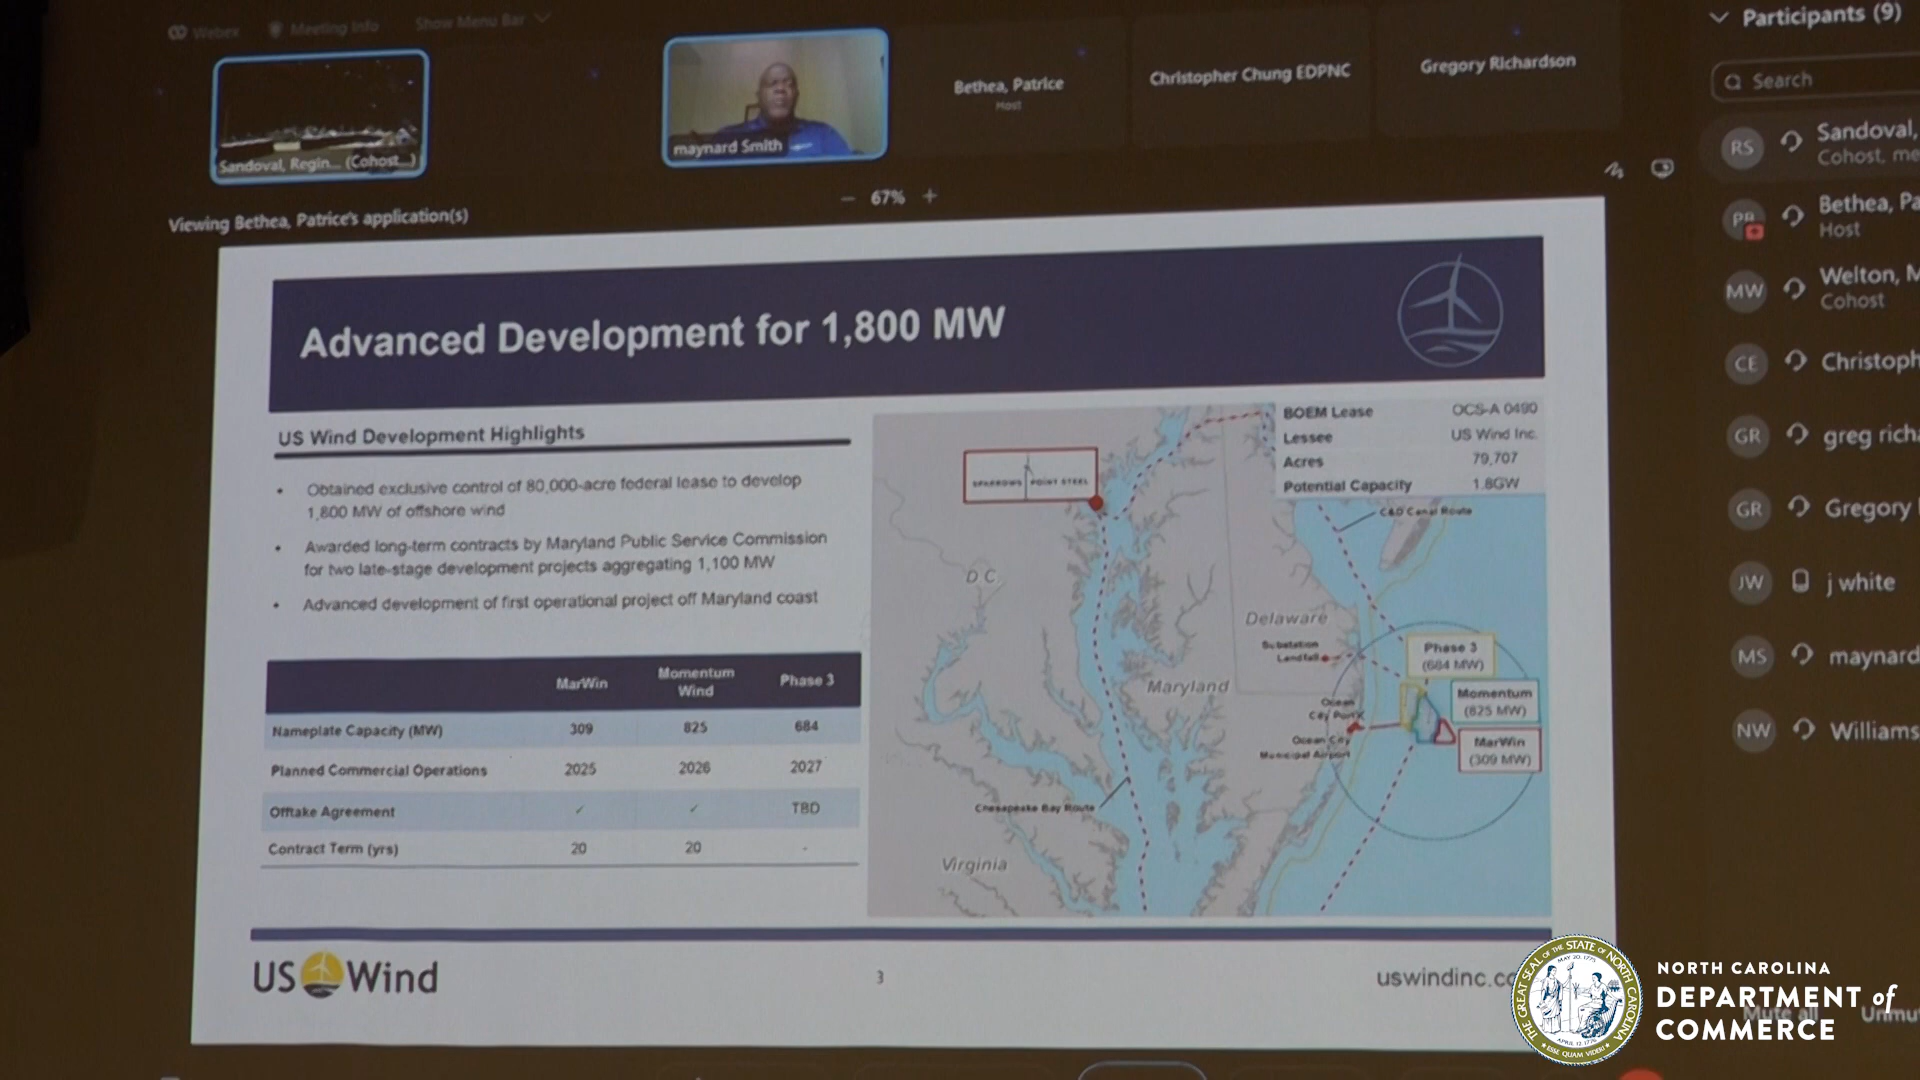 Webex
Meeting Info
Show Menu Bar
Sandoval, Regin... (Cohost...)
maynard Smith
Bethea, Patrice
Host
Christopher Chung EDPNC
Gregory Richardson
Participants (9)
Search
Viewing Bethea, Patrice's application(s)
− 67% +
RS Sandoval,
Cohost, me
PB Bethea, Pa
Host
MW Welton, M
Cohost
CE Christoph
GR greg rich
GR Gregory
JW j white
MS maynard
NW Williams
Mute all
Unmu
Advanced Development for 1,800 MW
US Wind Development Highlights
• Obtained exclusive control of 80,000-acre federal lease to develop
1,800 MW of offshore wind
• Awarded long-term contracts by Maryland Public Service Commission
for two late-stage development projects aggregating 1,100 MW
• Advanced development of first operational project off Maryland coast
MarWin Momentum Wind Phase 3
Nameplate Capacity (MW) 309 825 684
Planned Commercial Operations 2025 2026 2027
Offtake Agreement ✓ ✓ TBD
Contract Term (yrs) 20 20 -
BOEM Lease OCS-A 0490
Lessee US Wind Inc.
Acres 79,707
Potential Capacity 1.8GW
SPARROWS POINT STEEL
C&D Canal Route
D.C.
Delaware
Substation
Landfall
Phase 3
(684 MW)
Maryland
Momentum
(825 MW)
Ocean
City Port
Ocean City
Municipal Airport
MarWin
(309 MW)
Chesapeake Bay Route
Virginia
US Wind
3
uswindinc.co
THE GREAT SEAL OF THE STATE OF NORTH CAROLINA
MAY 20, 1775
APRIL 12, 1776
ESSE QUAM VIDERI
NORTH CAROLINA
DEPARTMENT of
COMMERCE